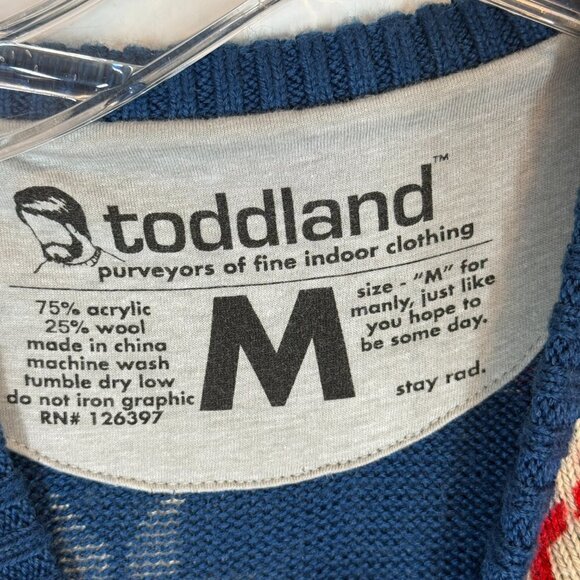 toddland™
purveyors of fine indoor clothing
75% acrylic
25% wool
made in china
machine wash
tumble dry low
do not iron graphic
RN# 126397
M
size - "M" for
manly, just like
you hope to
be some day.
stay rad.